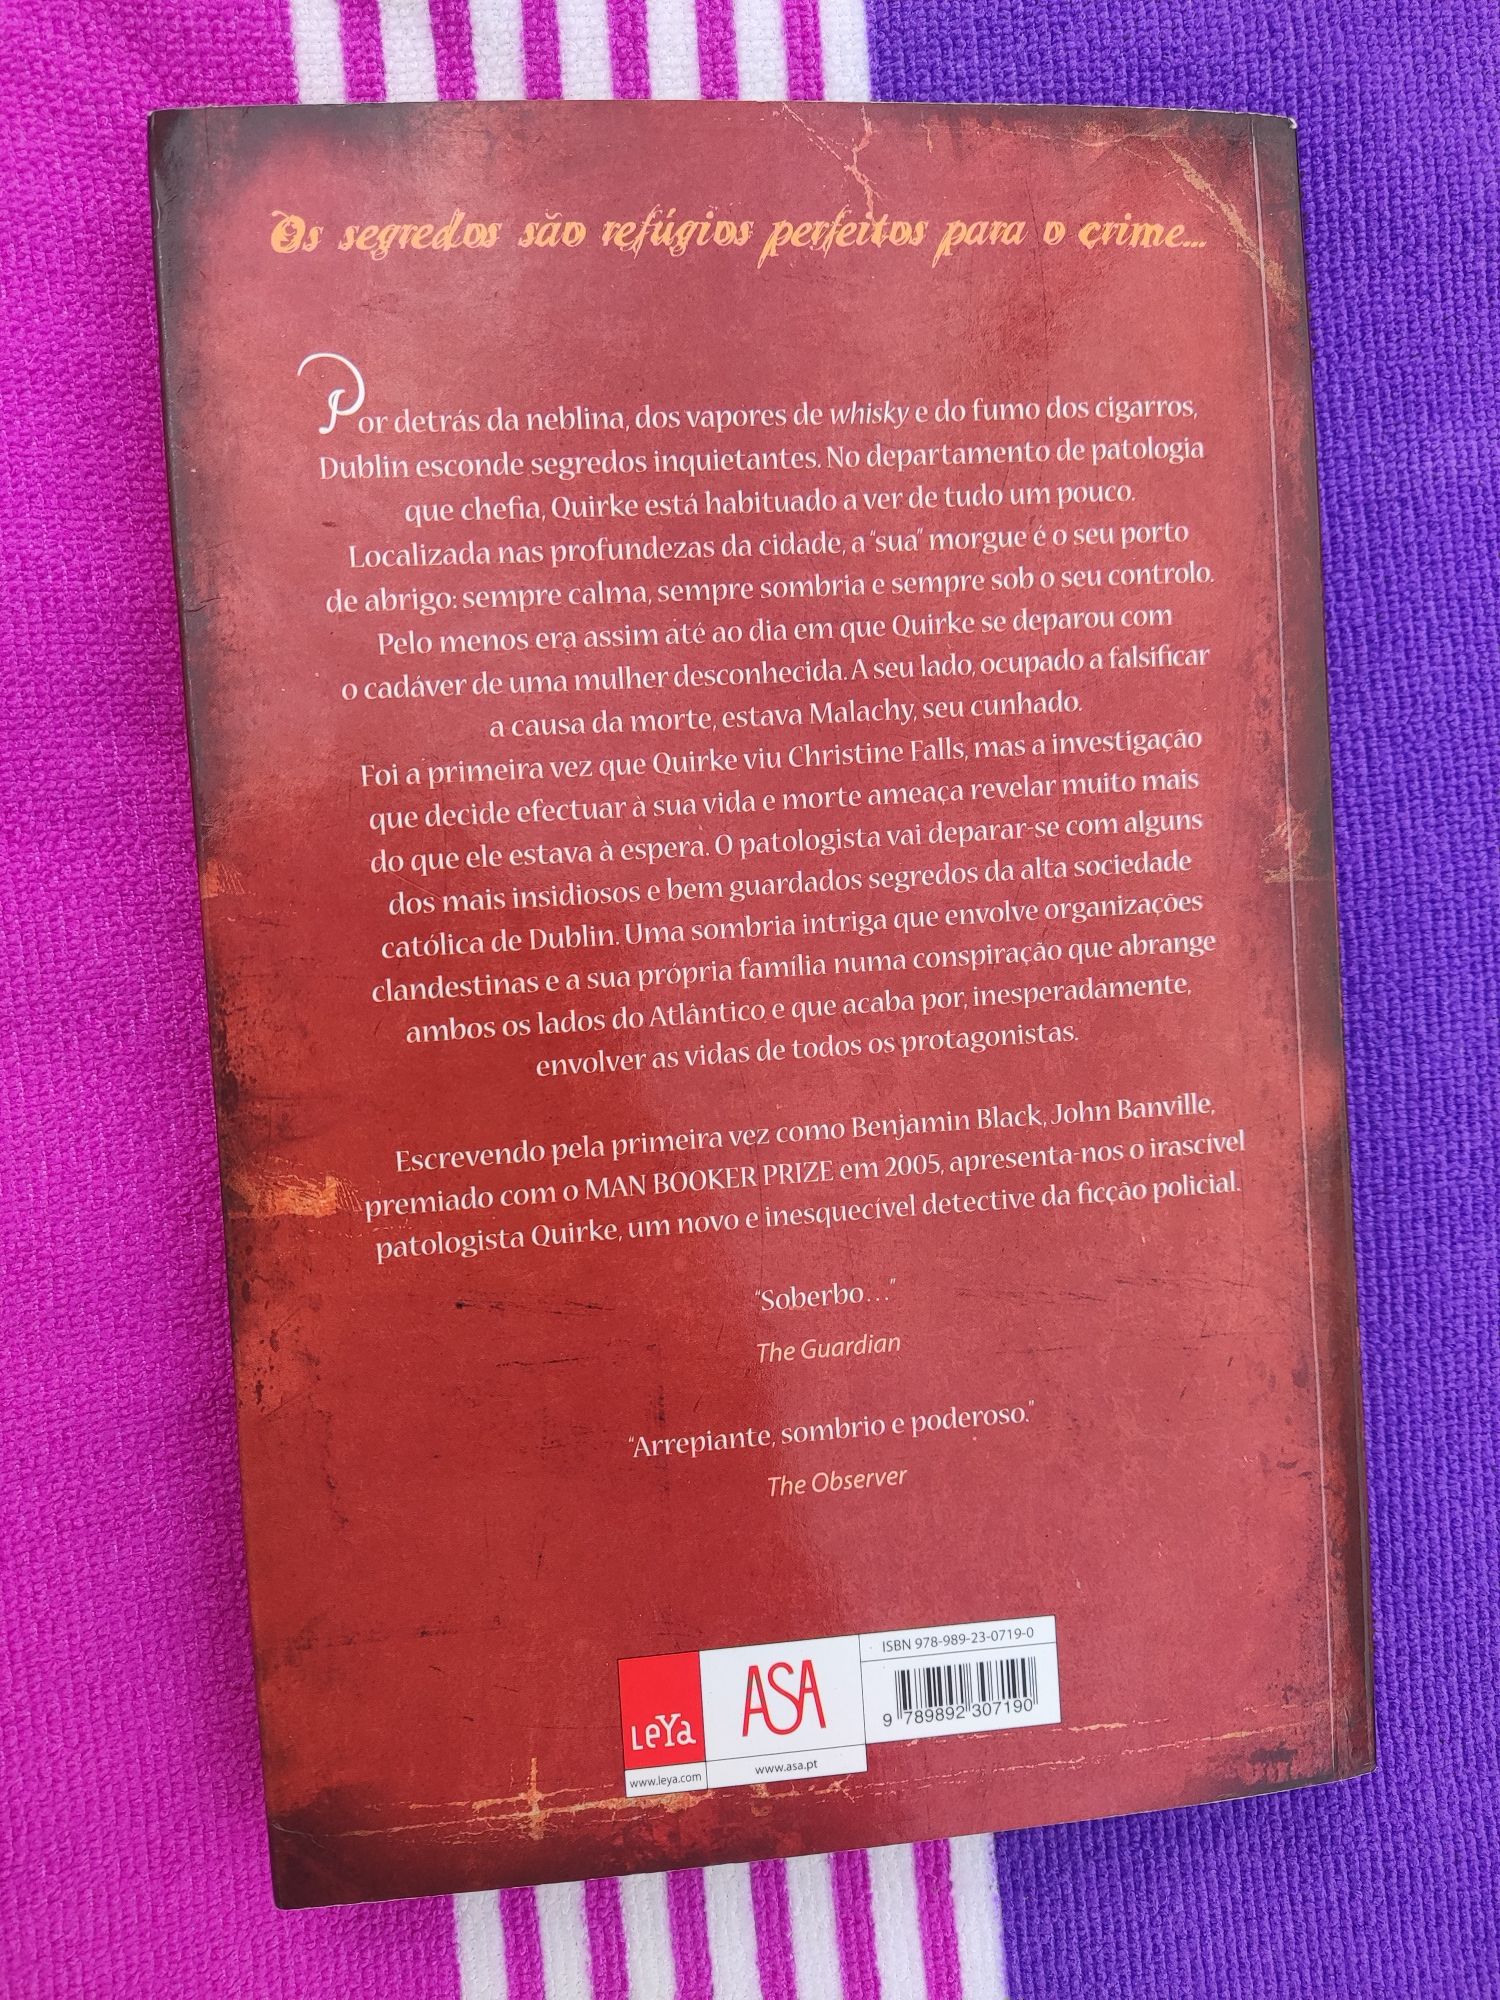 Os segredos são refúgios perfeitos para o crime...
Por detrás da neblina, dos vapores de whisky e do fumo dos cigarros,
Dublin esconde segredos inquietantes. No departamento de patologia
que chefia, Quirke está habituado a ver de tudo um pouco.
Localizada nas profundezas da cidade, a "sua" morgue é o seu porto
de abrigo: sempre calma, sempre sombria e sempre sob o seu controlo.
Pelo menos era assim até ao dia em que Quirke se deparou com
o cadáver de uma mulher desconhecida. A seu lado, ocupado a falsificar
a causa da morte, estava Malachy, seu cunhado.
Foi a primeira vez que Quirke viu Christine Falls, mas a investigação
que decide efectuar à sua vida e morte ameaça revelar muito mais
do que ele estava à espera. O patologista vai deparar-se com alguns
dos mais insidiosos e bem guardados segredos da alta sociedade
católica de Dublin. Uma sombria intriga que envolve organizações
clandestinas e a sua própria família numa conspiração que abrange
ambos os lados do Atlântico e que acaba por, inesperadamente,
envolver as vidas de todos os protagonistas.
Escrevendo pela primeira vez como Benjamin Black, John Banville,
premiado com o MAN BOOKER PRIZE em 2005, apresenta-nos o irascível
patologista Quirke, um novo e inesquecível detective da ficção policial.
"Soberbo..."
The Guardian
"Arrepiante, sombrio e poderoso."
The Observer
ISBN 978-989-23-0719-0
9 789892 307190
LeYa
www.leya.com
ASA
www.asa.pt